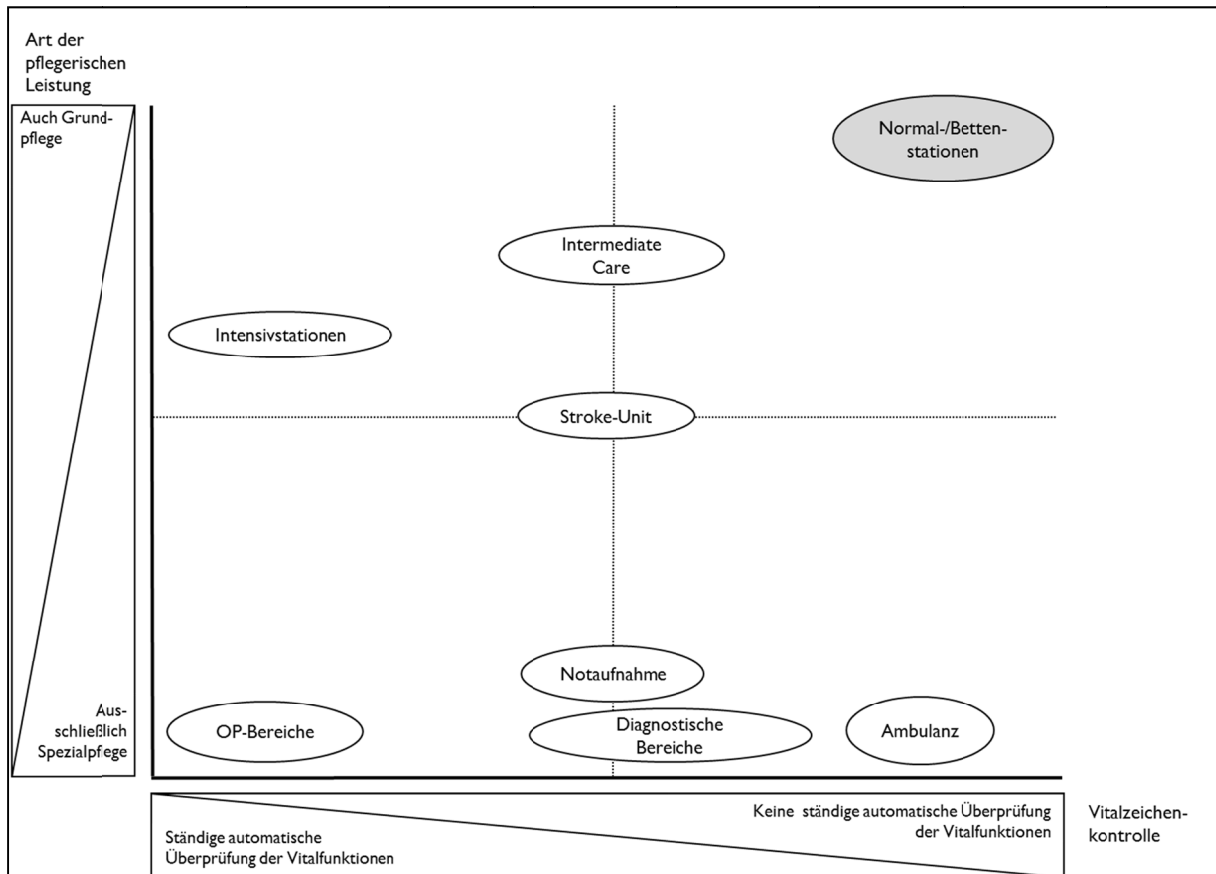 Art der
pflegerischen
Leistung
Auch Grund-
pflege
Normal-/Betten-
stationen
Intermediate
Care
Intensivstationen
Stroke-Unit
Notaufnahme
Aus-
schließlich
Spezialpfege
OP-Bereiche
Diagnostische
Bereiche
Ambulanz
Ständige automatische
Überprüfung der Vitalfunktionen
Keine ständige automatische Überprüfung
der Vitalfunktionen
Vitalzeichen-
kontrolle